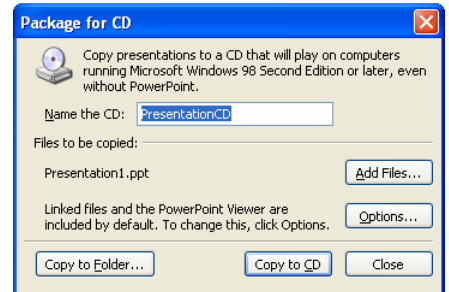 Package for CD
Copy presentations to a CD that will play on computers
running Microsoft Windows 98 Second Edition or later, even
without PowerPoint.
Name the CD: PresentationCD
Files to be copied:
Presentation1.ppt Add Files...
Linked files and the PowerPoint Viewer are
included by default. To change this, click Options. Options...
Copy to Folder... Copy to CD Close